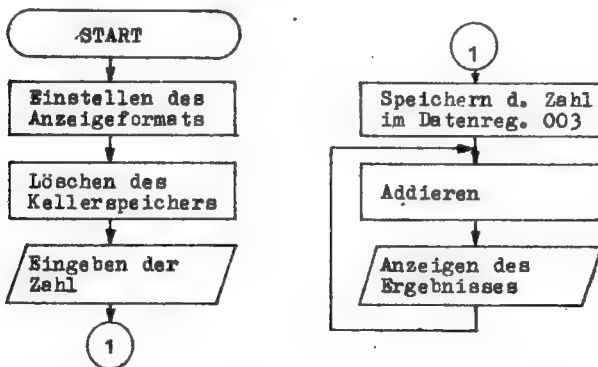 START
Einstellen des
Anzeigeformats
Löschen des
Kellerspeichers
Eingeben der
Zahl
1
1
Speichern d. Zahl
im Datenreg. 003
Addieren
Anzeigen des
Ergebnisses